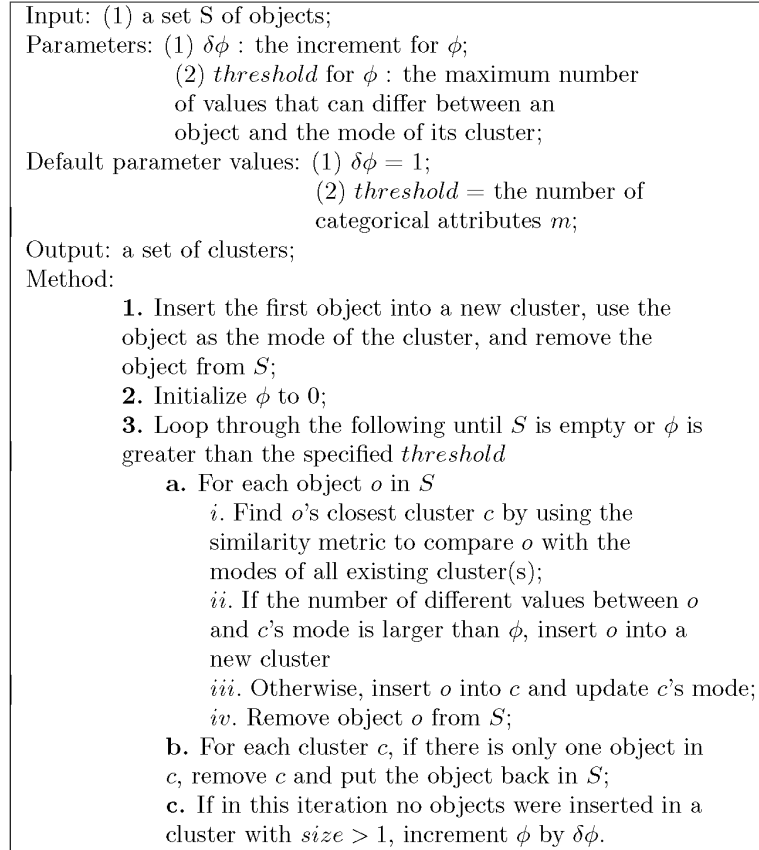 Input: (1) a set S of objects;
Parameters: (1) δϕ : the increment for ϕ;
(2) threshold for ϕ : the maximum number
of values that can differ between an
object and the mode of its cluster;
Default parameter values: (1) δϕ = 1;
(2) threshold = the number of
categorical attributes m;
Output: a set of clusters;
Method:
1. Insert the first object into a new cluster, use the
object as the mode of the cluster, and remove the
object from S;
2. Initialize ϕ to 0;
3. Loop through the following until S is empty or ϕ is
greater than the specified threshold
a. For each object o in S
i. Find o's closest cluster c by using the
similarity metric to compare o with the
modes of all existing cluster(s);
ii. If the number of different values between o
and c's mode is larger than ϕ, insert o into a
new cluster
iii. Otherwise, insert o into c and update c's mode;
iv. Remove object o from S;
b. For each cluster c, if there is only one object in
c, remove c and put the object back in S;
c. If in this iteration no objects were inserted in a
cluster with size > 1, increment ϕ by δϕ.